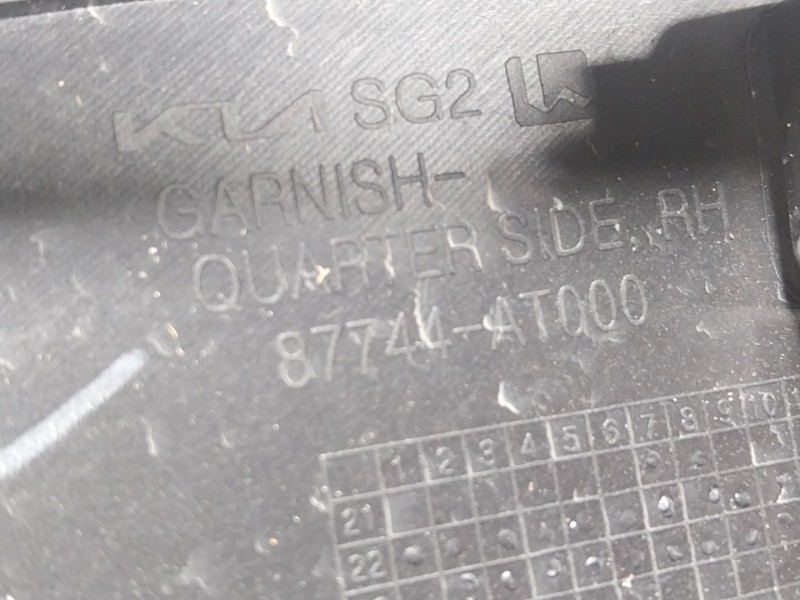 KIA SG2
GARNISH-
QUARTER SIDE, RH
87744-AT000
1 2 3 4 5 6 7 8 9 10
21
22